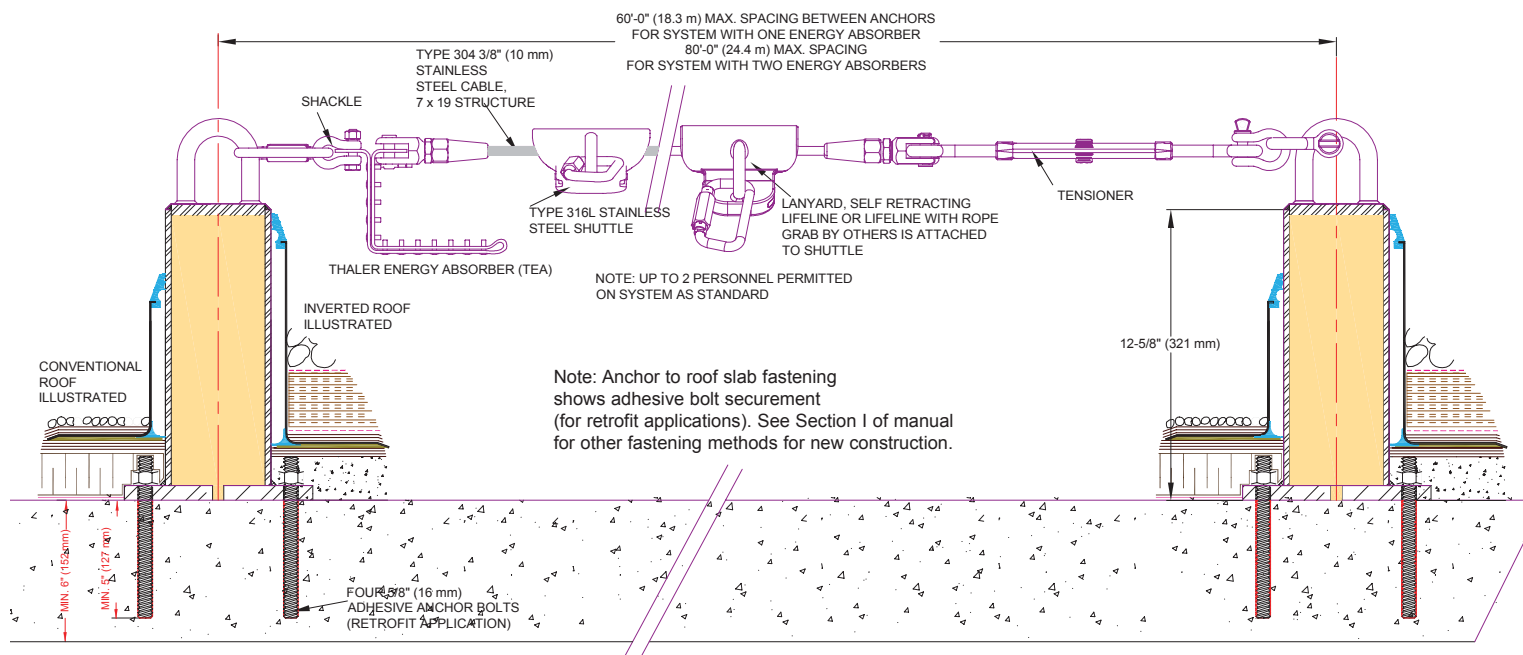 60'-0" (18.3 m) MAX. SPACING BETWEEN ANCHORS
FOR SYSTEM WITH ONE ENERGY ABSORBER
80'-0" (24.4 m) MAX. SPACING
FOR SYSTEM WITH TWO ENERGY ABSORBERS
TYPE 304 3/8" (10 mm)
STAINLESS
STEEL CABLE,
7 x 19 STRUCTURE
SHACKLE
TYPE 316L STAINLESS
STEEL SHUTTLE
LANYARD, SELF RETRACTING
LIFELINE OR LIFELINE WITH ROPE
GRAB BY OTHERS IS ATTACHED
TO SHUTTLE
TENSIONER
THALER ENERGY ABSORBER (TEA)
NOTE: UP TO 2 PERSONNEL PERMITTED
ON SYSTEM AS STANDARD
INVERTED ROOF
ILLUSTRATED
CONVENTIONAL
ROOF
ILLUSTRATED
12-5/8" (321 mm)
Note: Anchor to roof slab fastening
shows adhesive bolt securement
(for retrofit applications). See Section I of manual
for other fastening methods for new construction.
MIN. 6" (152 mm)
MIN. 5" (127 mm)
FOUR 5/8" (16 mm)
ADHESIVE ANCHOR BOLTS
(RETROFIT APPLICATION)